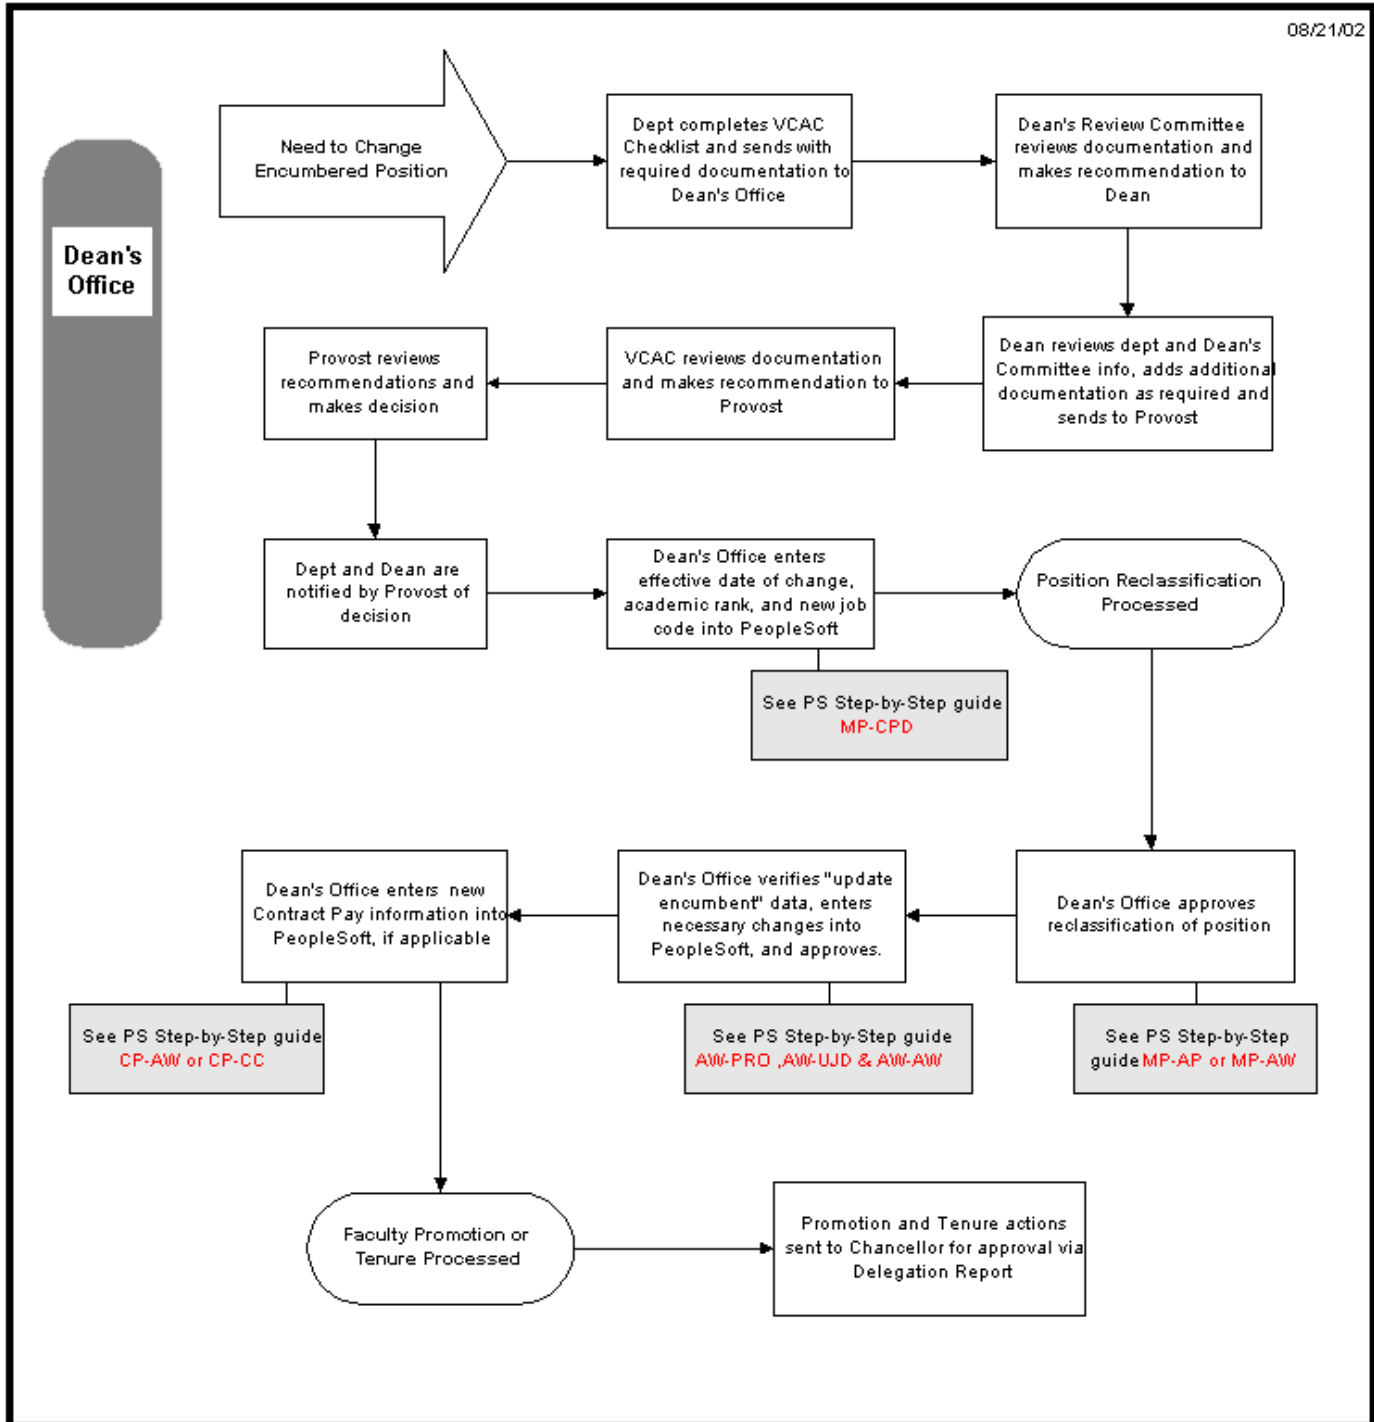 08/21/02
Dean's
Office
Need to Change
Encumbered Position
Dept completes VCAC
Checklist and sends with
required documentation to
Dean's Office
Dean's Review Committee
reviews documentation and
makes recommendation to
Dean
Provost reviews
recommendations and
makes decision
VCAC reviews documentation
and makes recommendation to
Provost
Dean reviews dept and Dean's
Committee info, adds additional
documentation as required and
sends to Provost
Dept and Dean are
notified by Provost of
decision
Dean's Office enters
effective date of change,
academic rank, and new job
code into PeopleSoft
Position Reclassification
Processed
See PS Step-by-Step guide
MP-CPD
Dean's Office enters  new
Contract Pay information into
PeopleSoft, if applicable
Dean's Office verifies "update
encumbent" data, enters
necessary changes into
PeopleSoft, and approves.
Dean's Office approves
reclassification of position
See PS Step-by-Step guide
CP-AW or CP-CC
See PS Step-by-Step guide
AW-PRO ,AW-UJD & AW-AW
See PS Step-by-Step
guide MP-AP or MP-AW
Faculty Promotion or
Tenure Processed
Promotion and Tenure actions
sent to Chancellor for approval via
Delegation Report